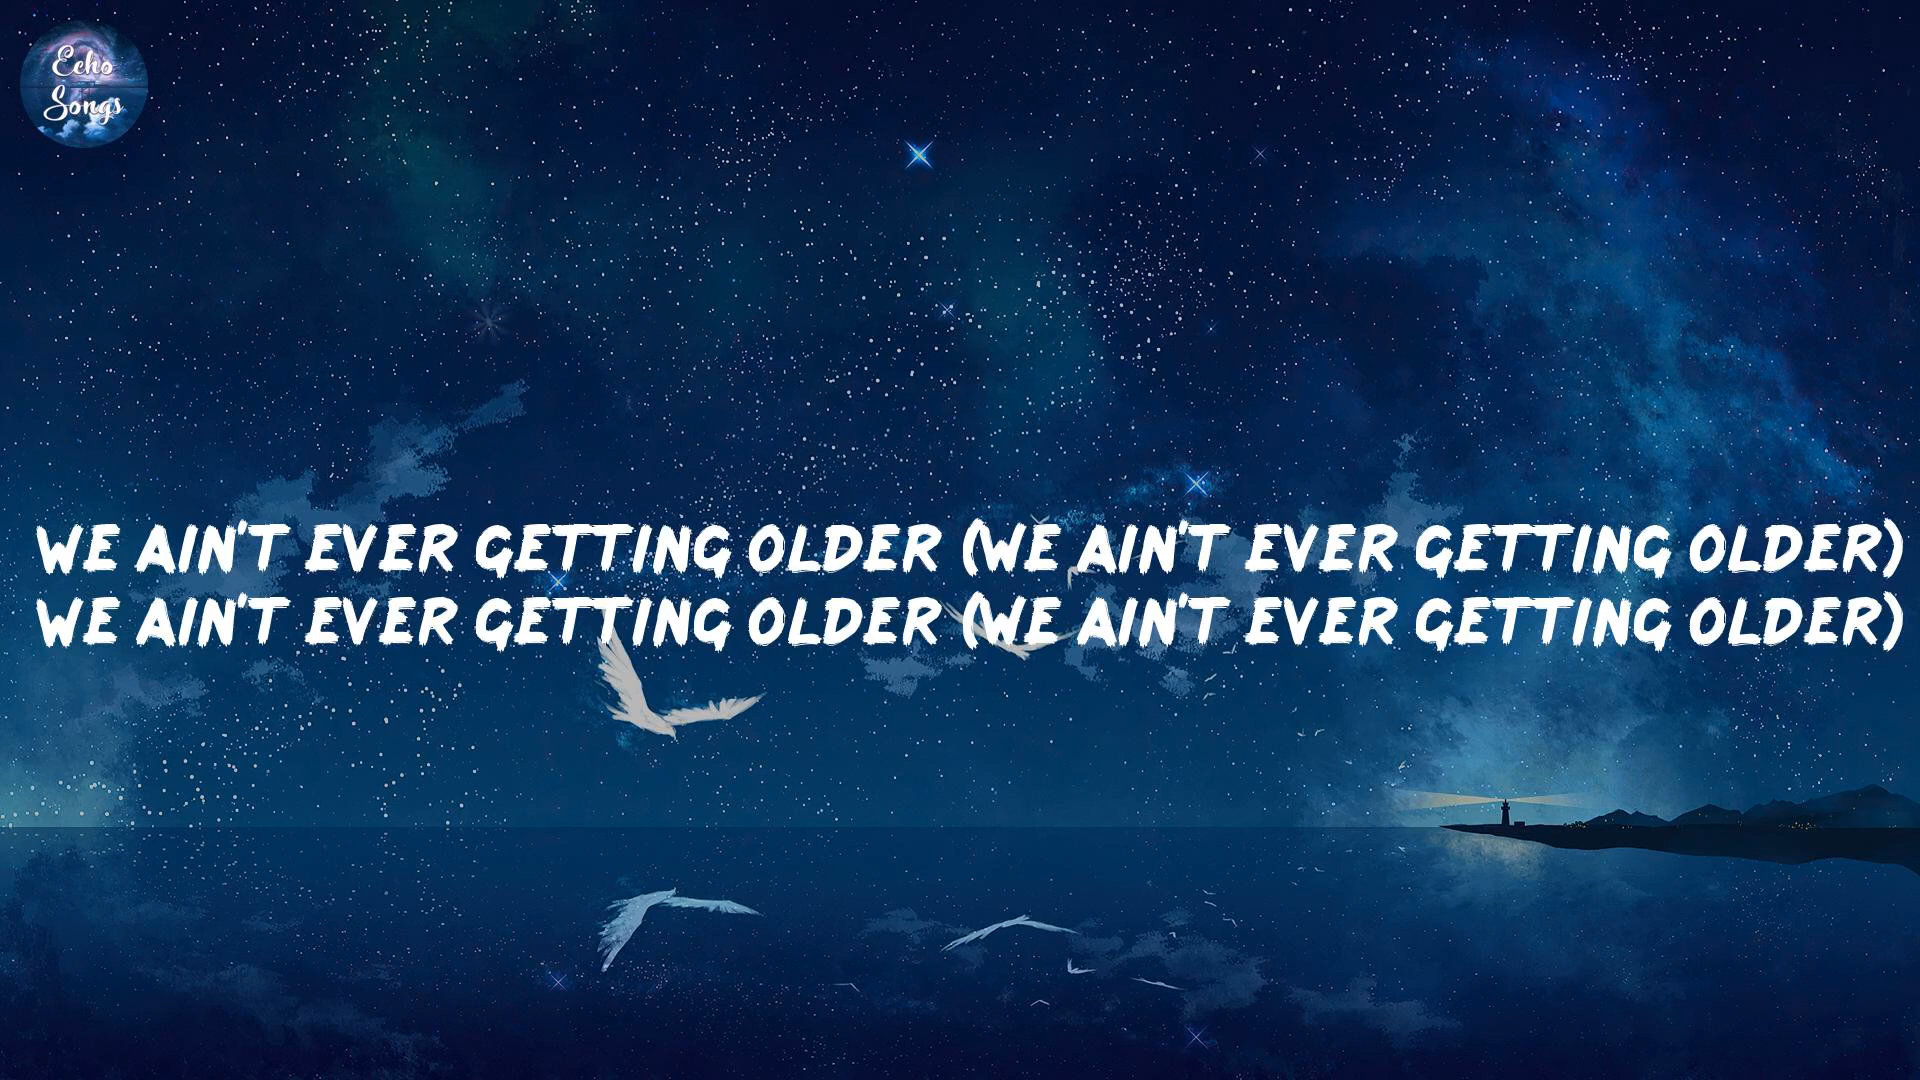 Echo
Songs
WE AIN'T EVER GETTING OLDER (WE AIN'T EVER GETTING OLDER)
WE AIN'T EVER GETTING OLDER (WE AIN'T EVER GETTING OLDER)